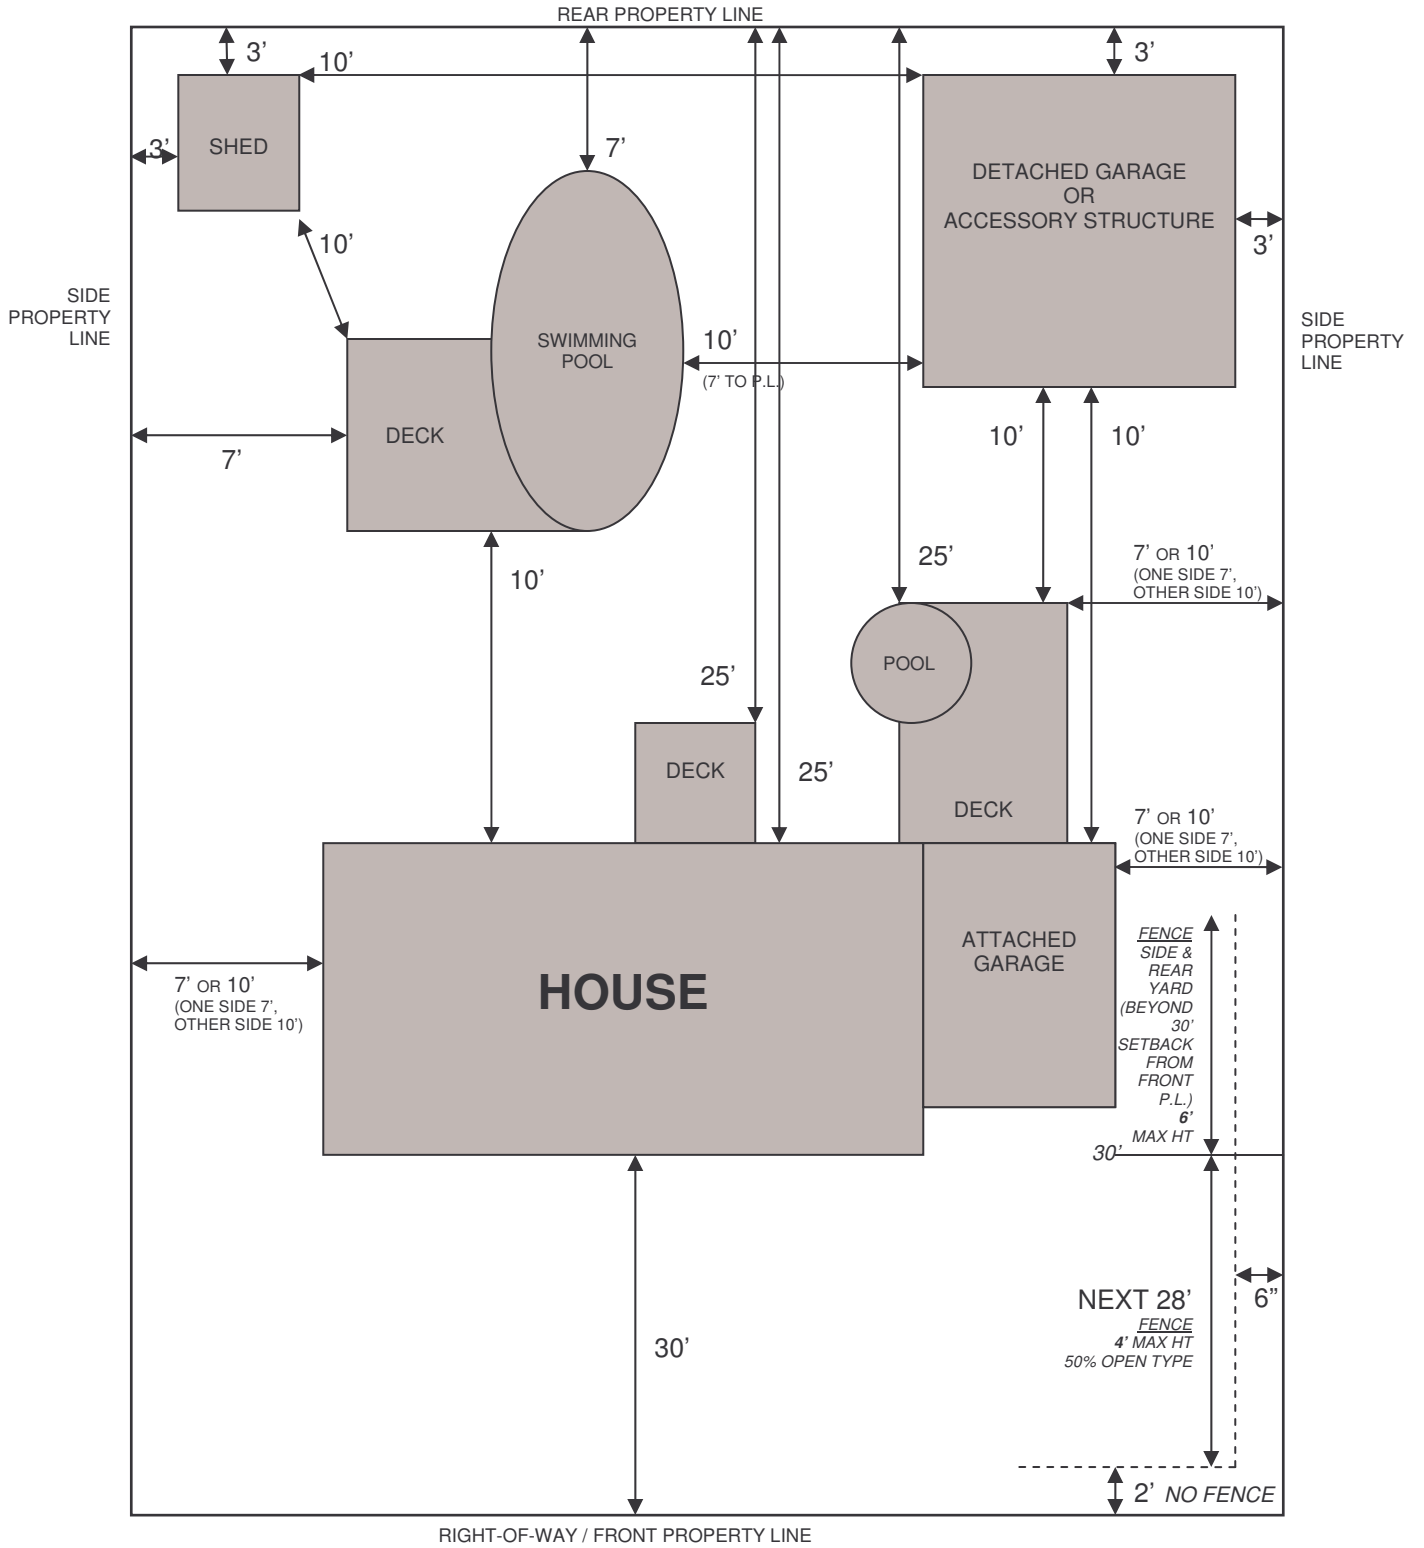 REAR PROPERTY LINE
3’
10’
3’
3’
SHED
7’
DETACHED GARAGE
OR
ACCESSORY STRUCTURE
10’
3’
SIDE
PROPERTY
LINE
SIDE
PROPERTY
LINE
SWIMMING
POOL
10’
(7’ TO P.L.)
DECK
7’
10’
10’
10’
25’
7’ OR 10’
(ONE SIDE 7’,
OTHER SIDE 10’)
POOL
25’
DECK
25’
DECK
7’ OR 10’
(ONE SIDE 7’,
OTHER SIDE 10’)
7’ OR 10’
(ONE SIDE 7’,
OTHER SIDE 10’)
HOUSE
ATTACHED
GARAGE
FENCE
SIDE &
REAR
YARD
(BEYOND
30’
SETBACK
FROM
FRONT
P.L.)
6’
MAX HT
30’
NEXT 28’
FENCE
4’ MAX HT
50% OPEN TYPE
6”
30’
2’ NO FENCE
RIGHT-OF-WAY / FRONT PROPERTY LINE